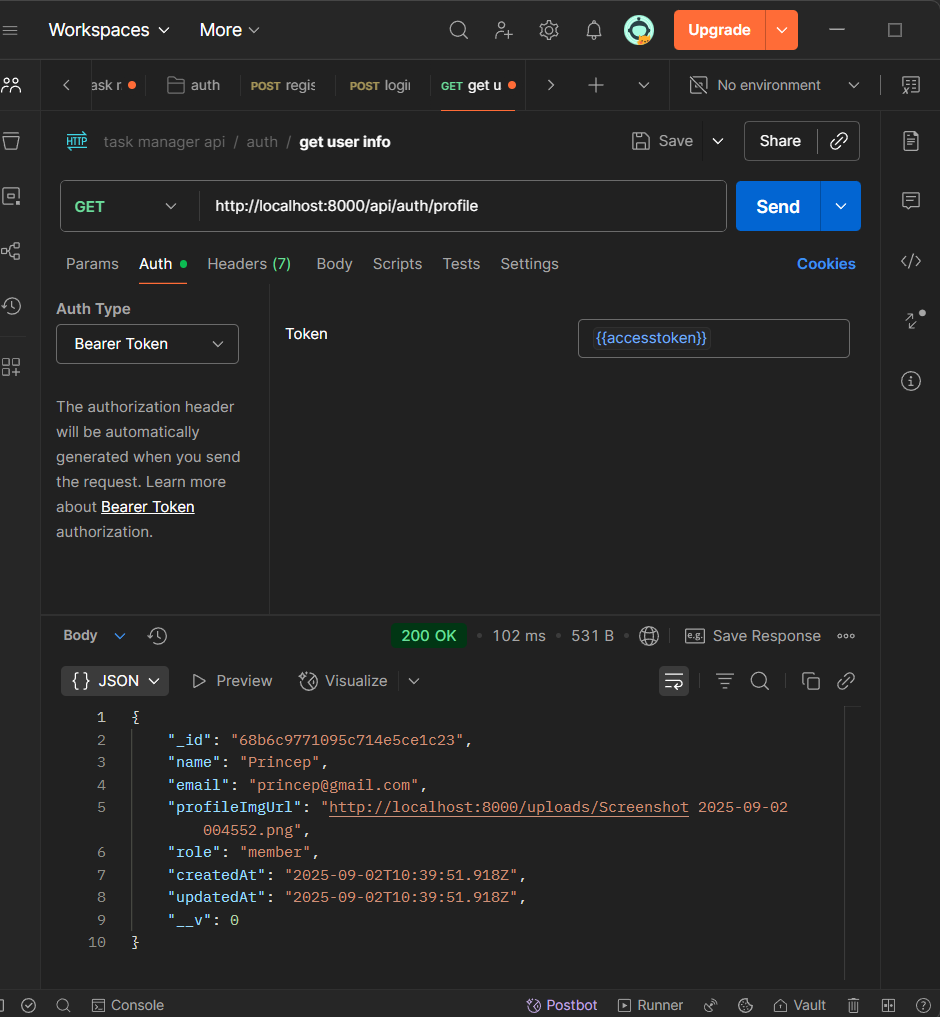 Workspaces More Upgrade
ask r auth POST regis POST login GET get u No environment
HTTP task manager api / auth / get user info Save Share
GET http://localhost:8000/api/auth/profile Send
Params Auth Headers (7) Body Scripts Tests Settings Cookies
Auth Type
Bearer Token
Token {{accesstoken}}
The authorization header
will be automatically
generated when you send
the request. Learn more
about Bearer Token
authorization.
Body 200 OK • 102 ms • 531 B • e.g. Save Response
{} JSON Preview Visualize
1 {
2 "_id": "68b6c9771095c714e5ce1c23",
3 "name": "Princep",
4 "email": "princep@gmail.com",
5 "profileImgUrl": "http://localhost:8000/uploads/Screenshot 2025-09-02
004552.png",
6 "role": "member",
7 "createdAt": "2025-09-02T10:39:51.918Z",
8 "updatedAt": "2025-09-02T10:39:51.918Z",
9 "__v": 0
10 }
Console Postbot Runner Vault